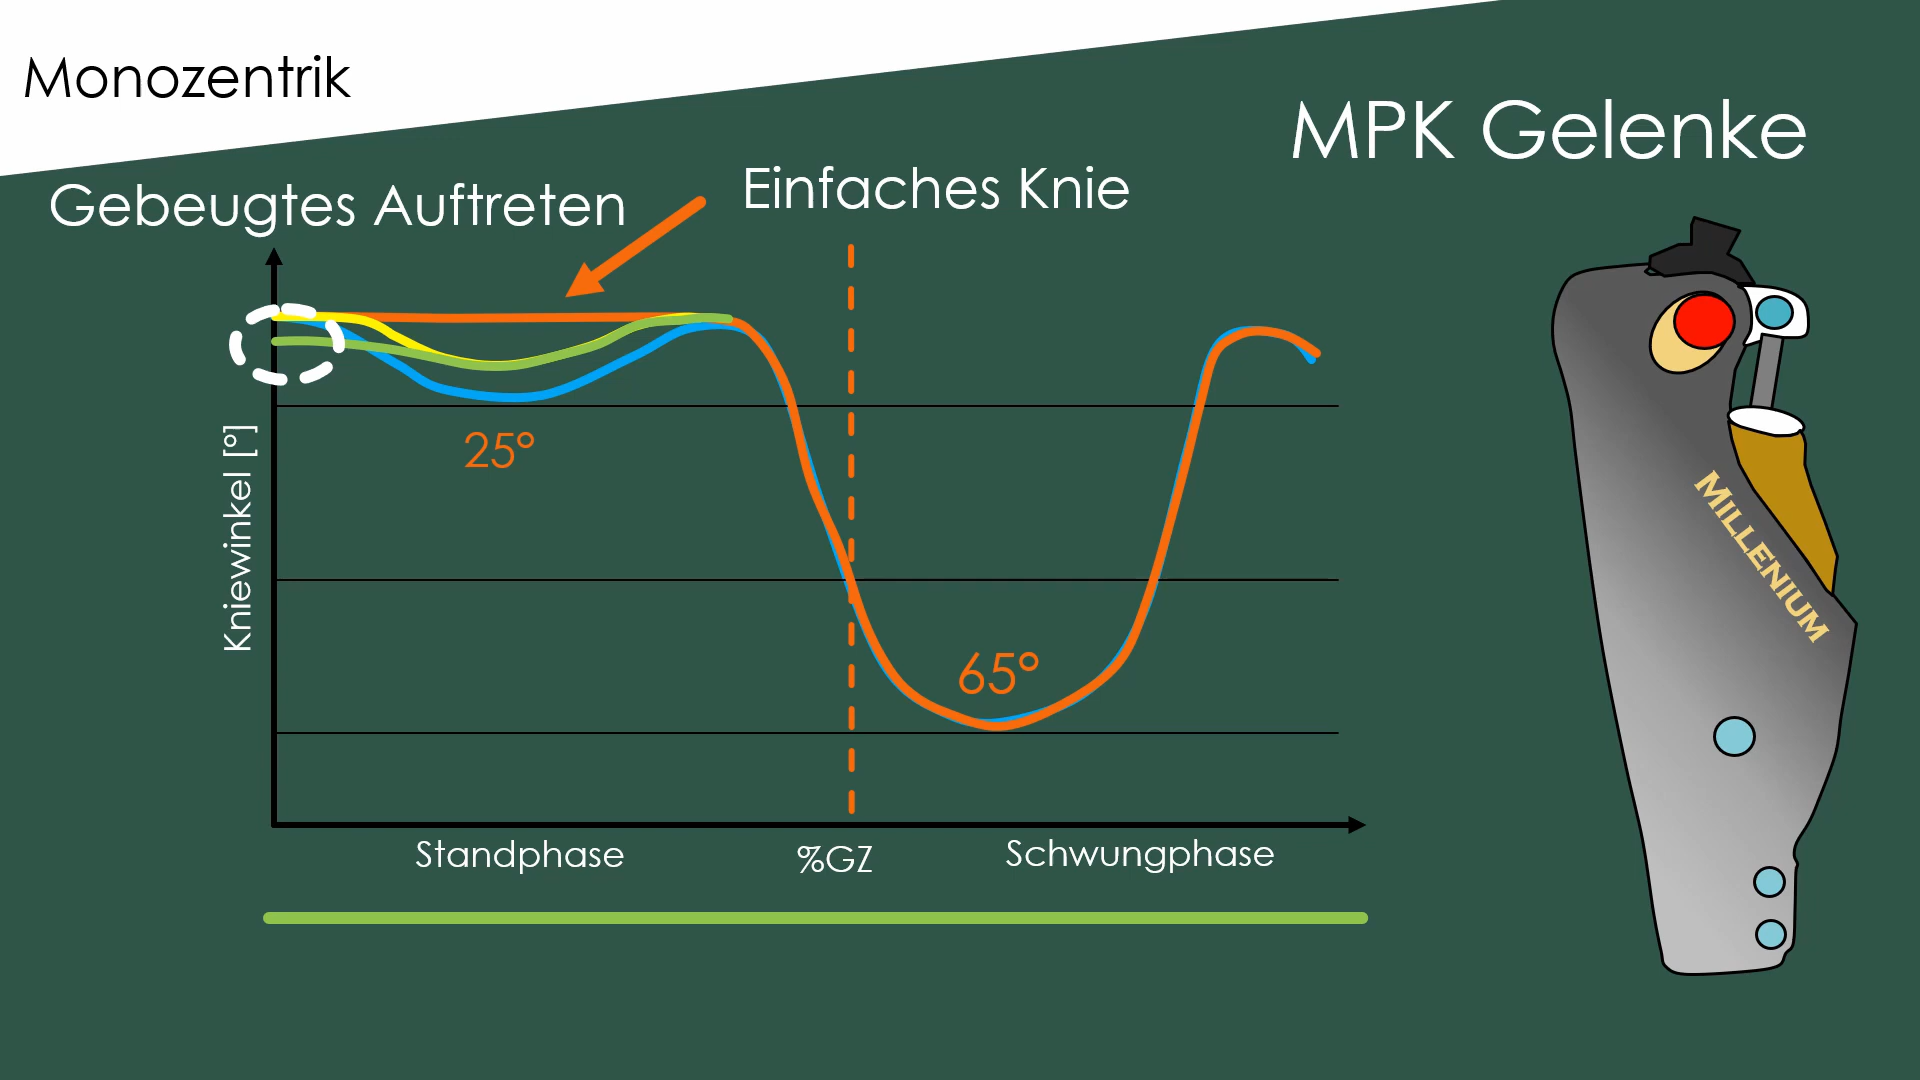 Monozentrik
MPK Gelenke
Gebeugtes Auftreten
Einfaches Knie
Kniewinkel [°]
25°
65°
MILLENIUM
Standphase
%GZ
Schwungphase